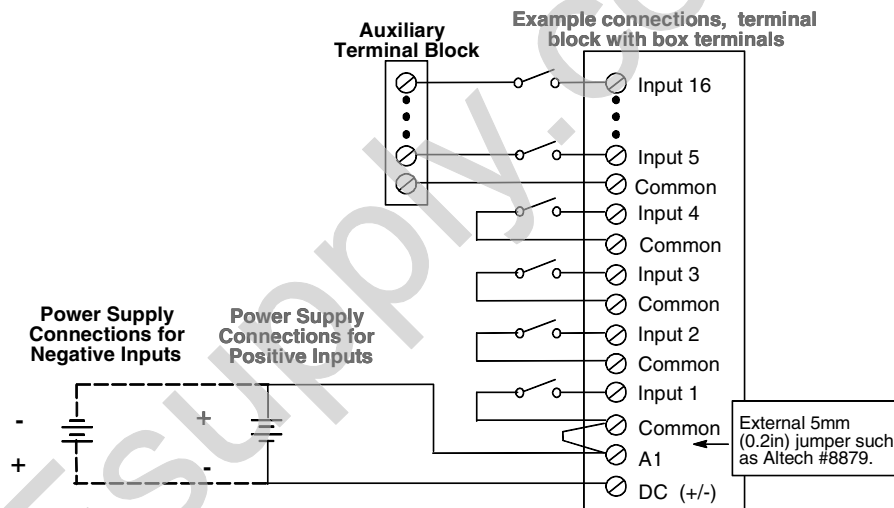 Example connections, terminal
block with box terminals
Auxiliary
Terminal Block
Input 16
Input 5
Common
Input 4
Common
Input 3
Common
Input 2
Common
Input 1
Common
A1
DC (+/-)
Power Supply
Connections for
Negative Inputs
Power Supply
Connections for
Positive Inputs
-
+
+
-
External 5mm
(0.2in) jumper such
as Altech #8879.
esupply.co